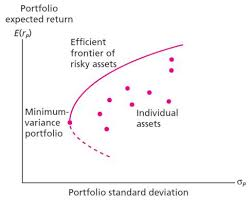 Portfolio
expected return
E(rₚ)
Efficient
frontier of
risky assets
Minimum-
variance
portfolio
Individual
assets
σₚ
Portfolio standard deviation